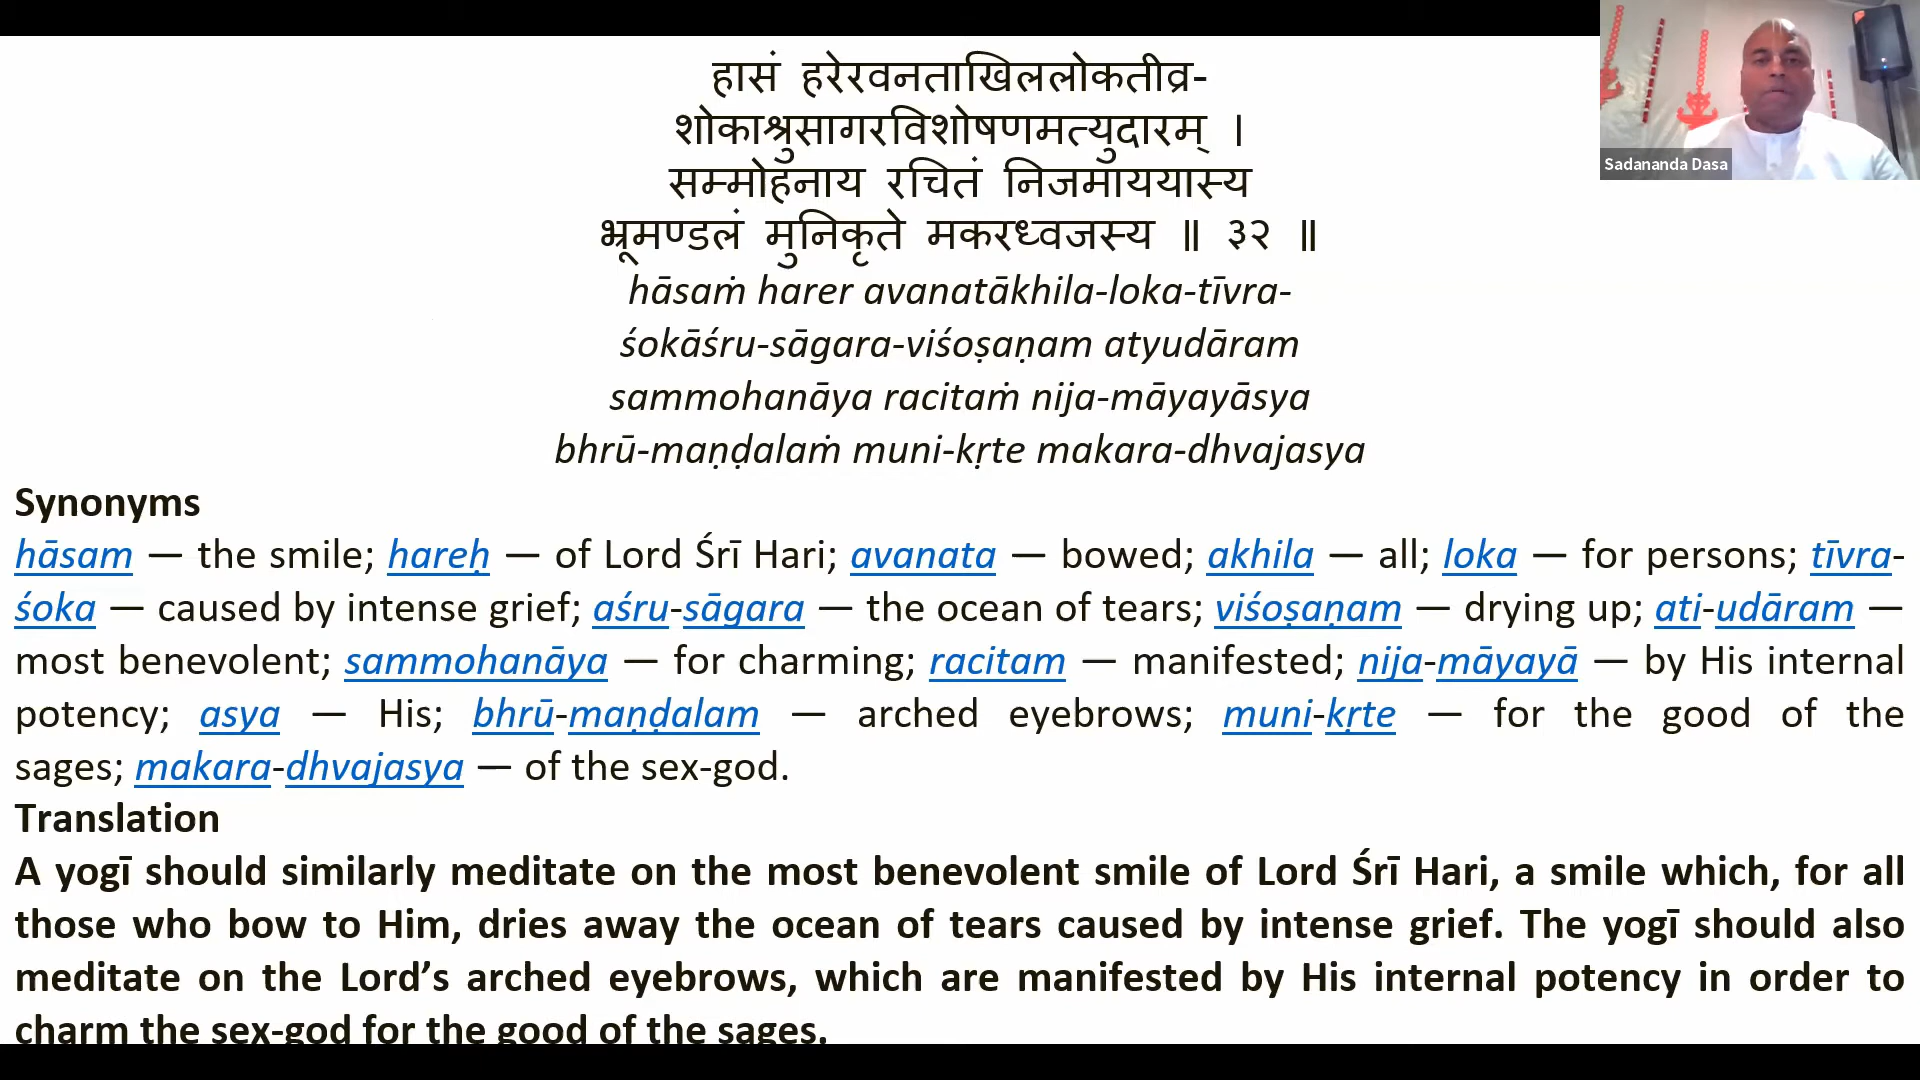 हासं हरेरवनताखिललोकतीव्र-
शोकाश्रुसागरविशोषणमत्युदारम् ।
सम्मोहनाय रचितं निजमाययास्य
भ्रूमण्डलं मुनिकृते मकरध्वजस्य ॥ ३२ ॥
hāsaṁ harer avanatākhila-loka-tīvra-
śokāśru-sāgara-viśoṣaṇam atyudāram
sammohanāya racitaṁ nija-māyayāsya
bhrū-maṇḍalaṁ muni-kṛte makara-dhvajasya
Sadananda Dasa
Synonyms
hāsam — the smile; hareḥ — of Lord Śrī Hari; avanata — bowed; akhila — all; loka — for persons; tīvra-
śoka — caused by intense grief; aśru-sāgara — the ocean of tears; viśoṣaṇam — drying up; ati-udāram —
most benevolent; sammohanāya — for charming; racitam — manifested; nija-māyayā — by His internal
potency; asya — His; bhrū-maṇḍalam — arched eyebrows; muni-kṛte — for the good of the
sages; makara-dhvajasya — of the sex-god.
Translation
A yogī should similarly meditate on the most benevolent smile of Lord Śrī Hari, a smile which, for all
those who bow to Him, dries away the ocean of tears caused by intense grief. The yogī should also
meditate on the Lord’s arched eyebrows, which are manifested by His internal potency in order to
charm the sex-god for the good of the sages.